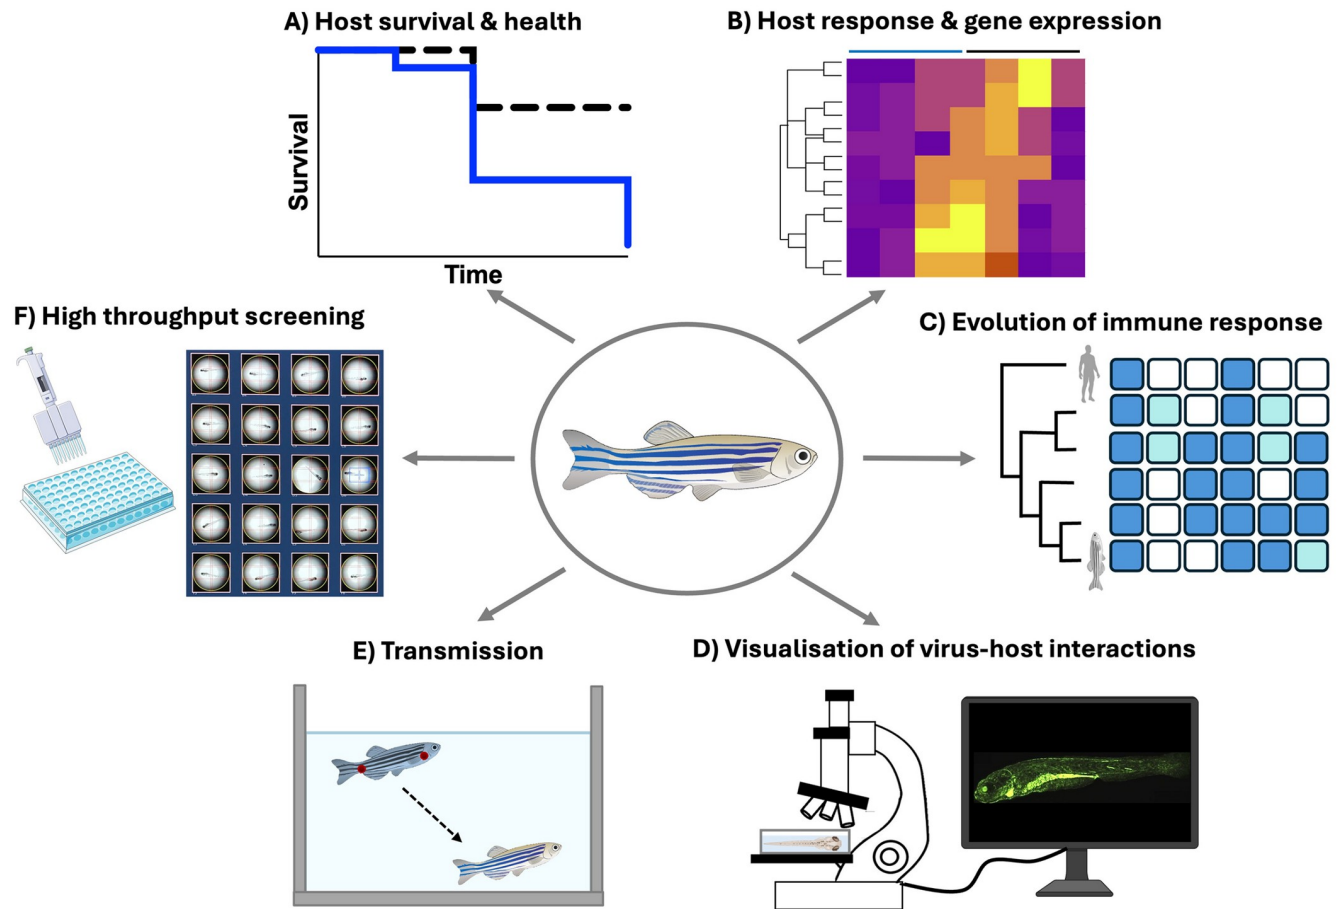 A) Host survival & health
Survival
Time
B) Host response & gene expression
C) Evolution of immune response
D) Visualisation of virus-host interactions
E) Transmission
F) High throughput screening